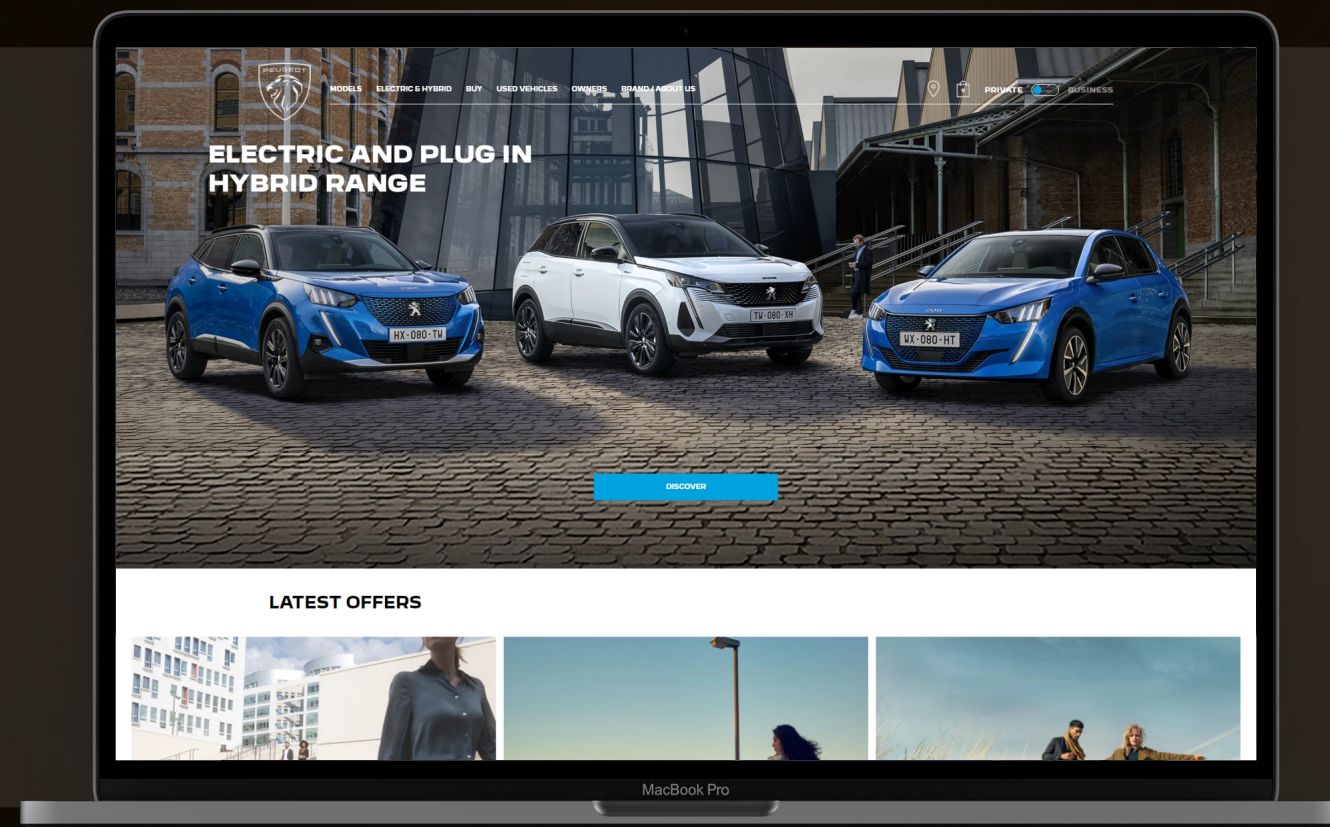 PEUGEOT
MODELS ELECTRIC & HYBRID BUY USED VEHICLES OWNERS BRAND / ABOUT US
PRIVATE BUSINESS
ELECTRIC AND PLUG IN
HYBRID RANGE
HX-080-TW
TW-080-XH
WX-080-HT
DISCOVER
LATEST OFFERS
MacBook Pro